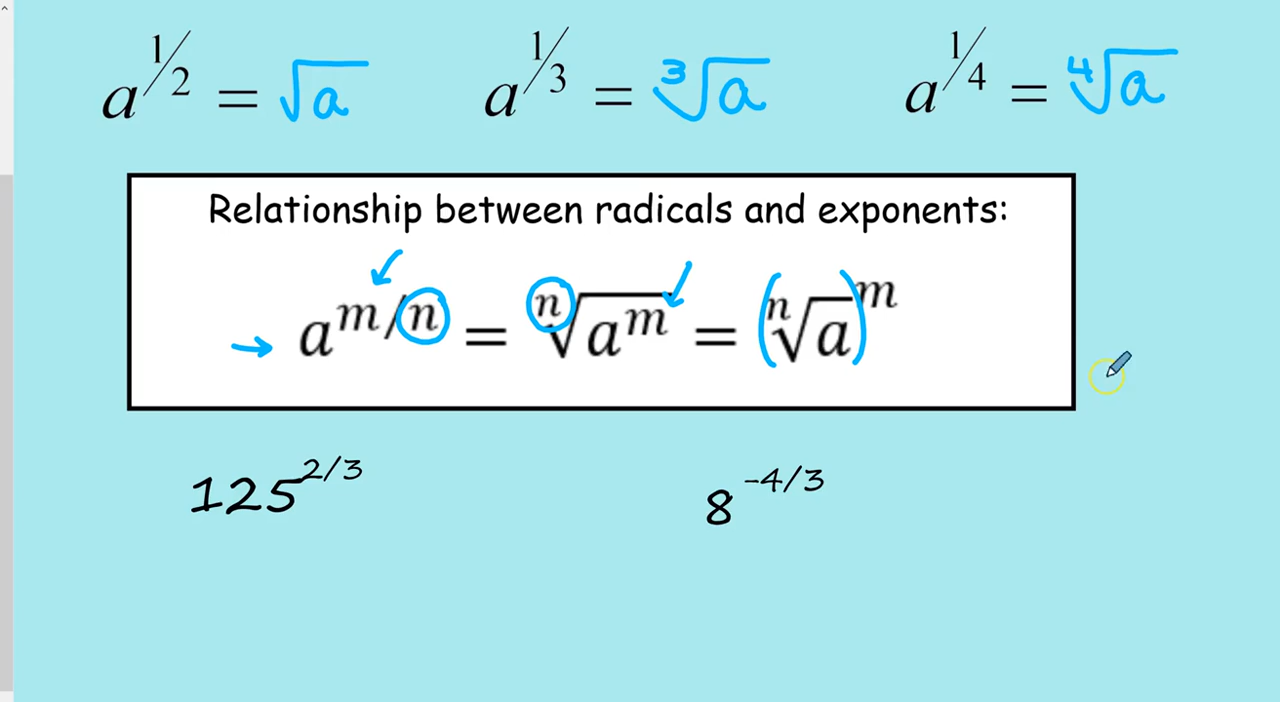 a^{1/2} = √a    a^{1/3} = ∛a    a^{1/4} = ∜a
Relationship between radicals and exponents:
→ a^{m/n} = ⁿ√(a^m) = (ⁿ√a)^m
125^{2/3}    8^{-4/3}